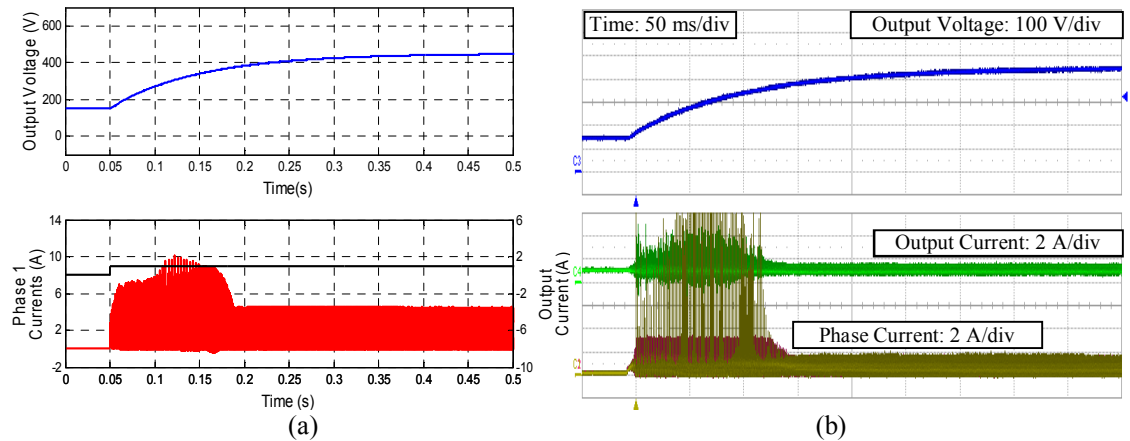 600
400
200
0
Output Voltage (V)
0
0.05
0.1
0.15
0.2
0.25
0.3
0.35
0.4
0.45
0.5
Time(s)
14
10
6
2
-2
Phase 1
Currents (A)
6
2
-2
-6
-10
Output
Current (A)
0
0.05
0.1
0.15
0.2
0.25
0.3
0.35
0.4
0.45
0.5
Time (s)
(a)
Time: 50 ms/div
Output Voltage: 100 V/div
C3
Output Current: 2 A/div
C4
Phase Current: 2 A/div
C2
(b)